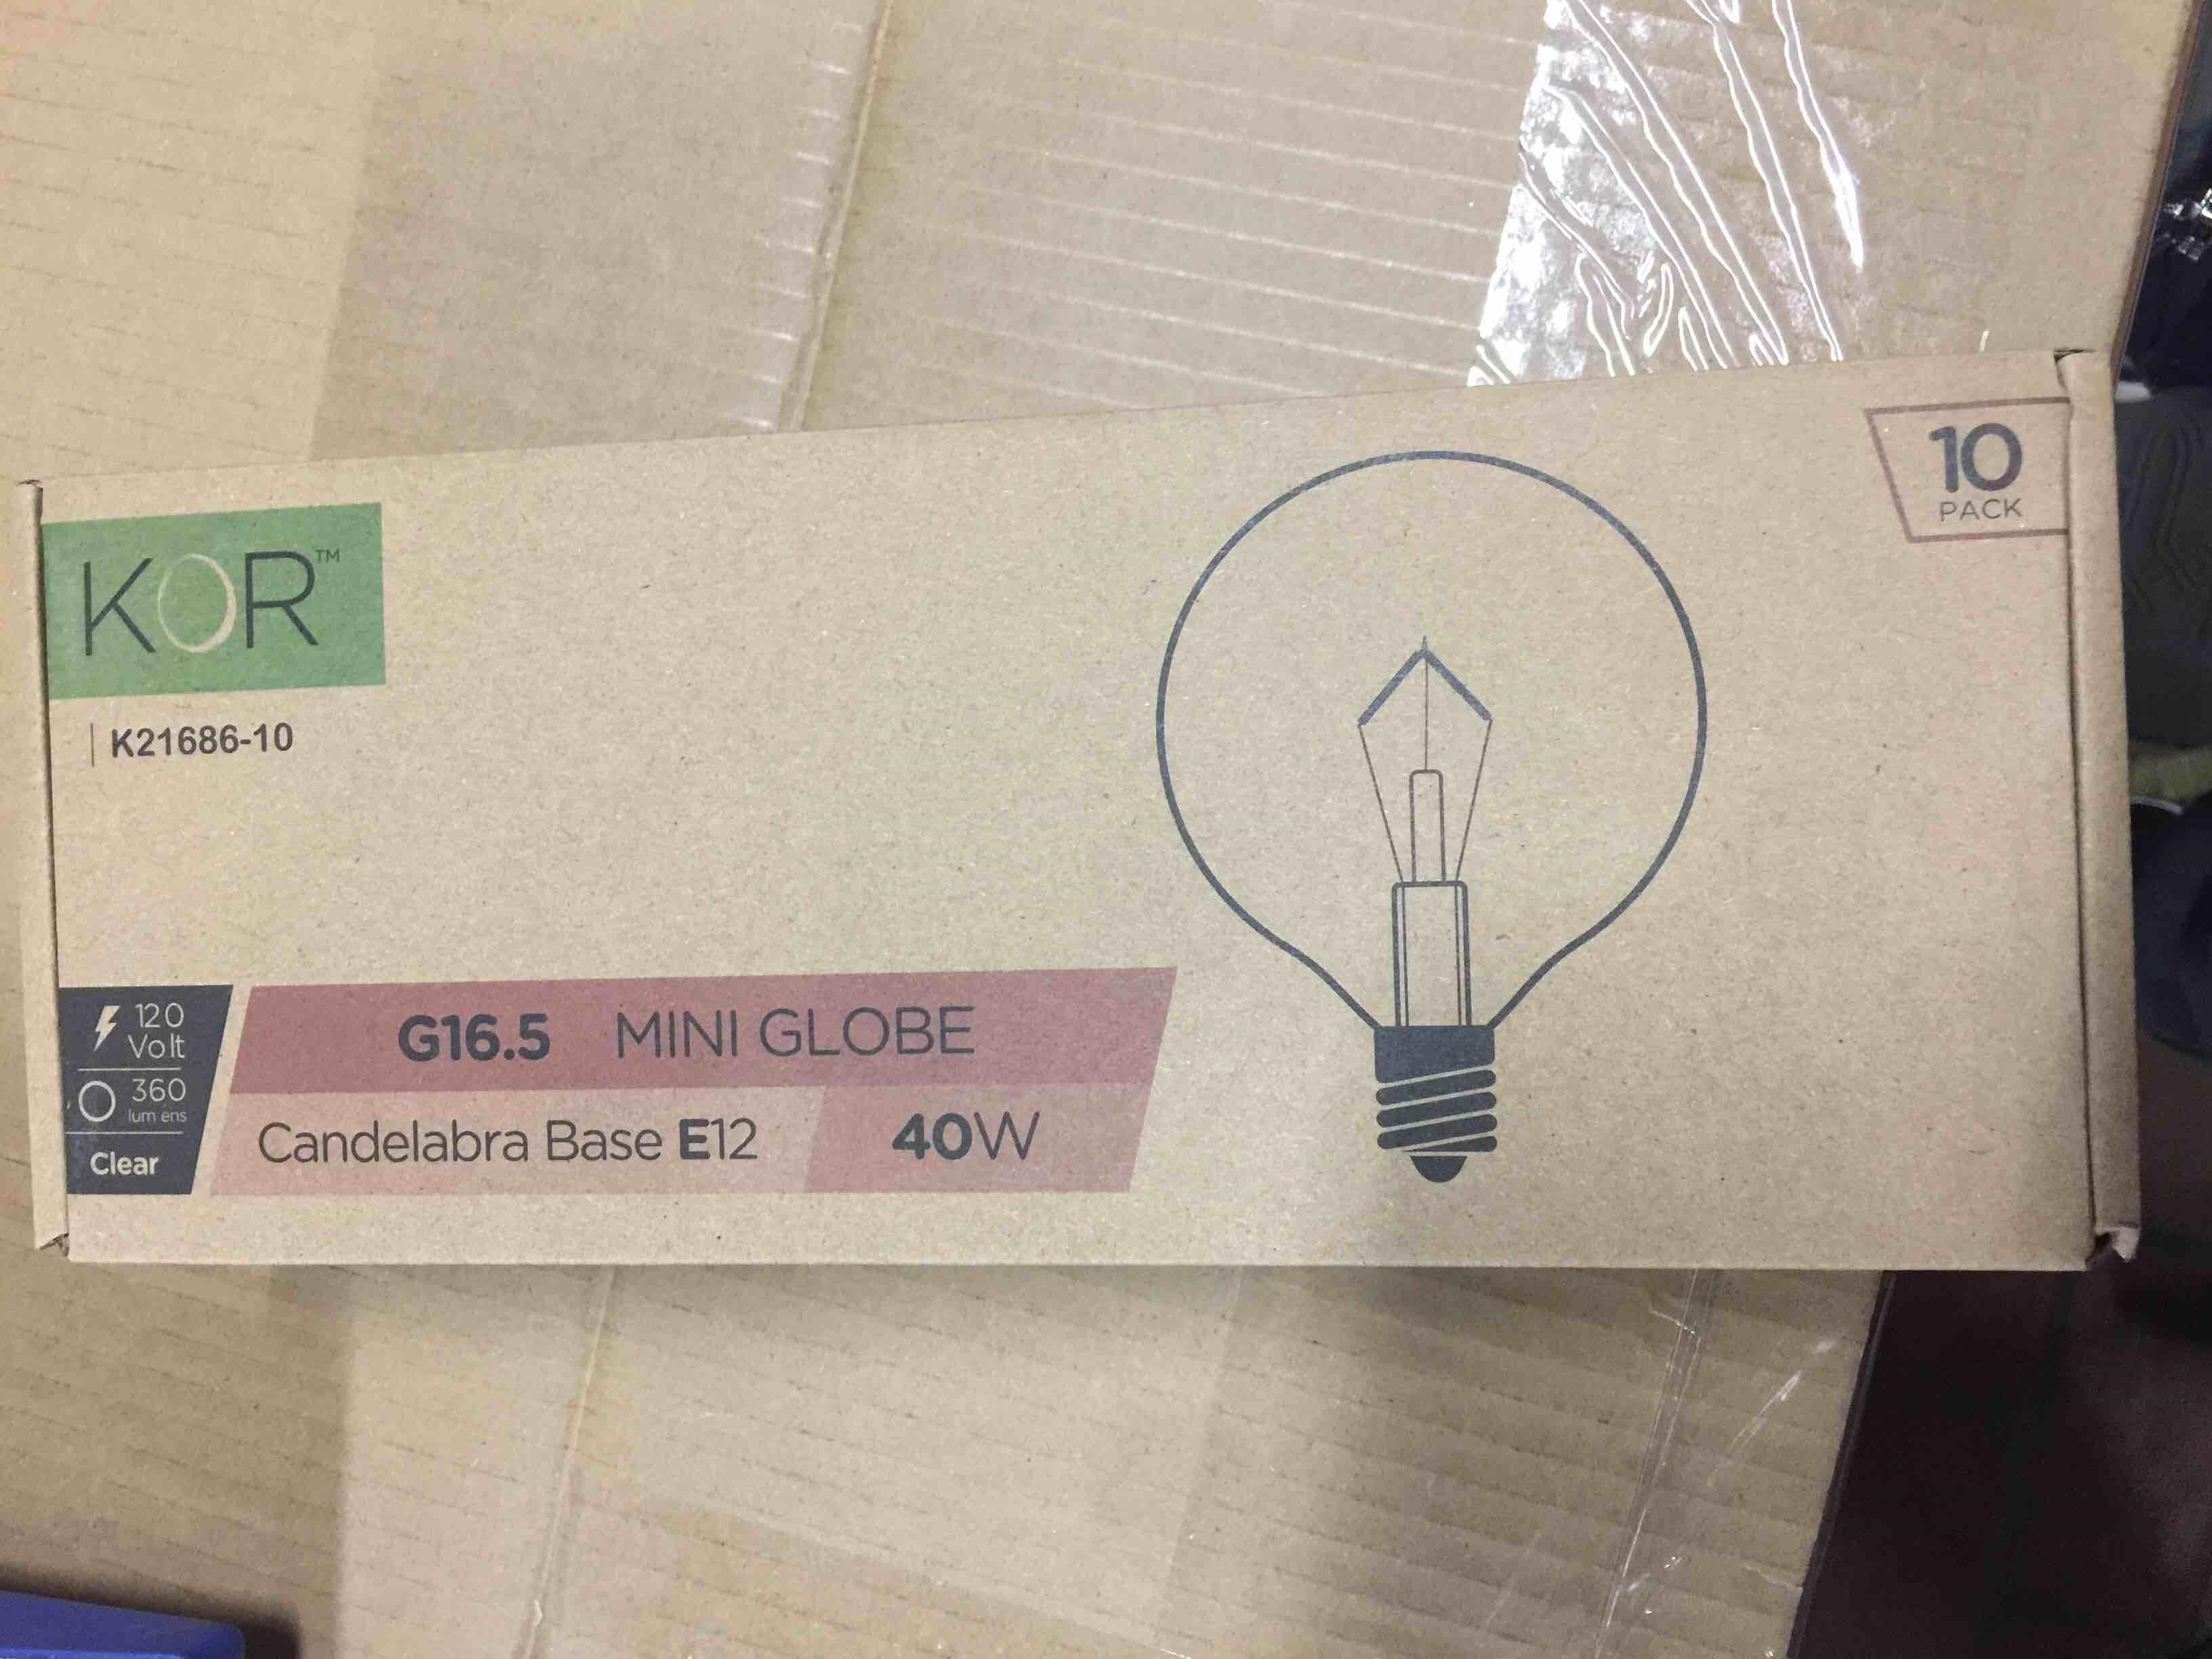 10
PACK
KOR™
K21686-10
120
Volt
360
lumens
Clear
G16.5 MINI GLOBE
Candelabra Base E12 40W